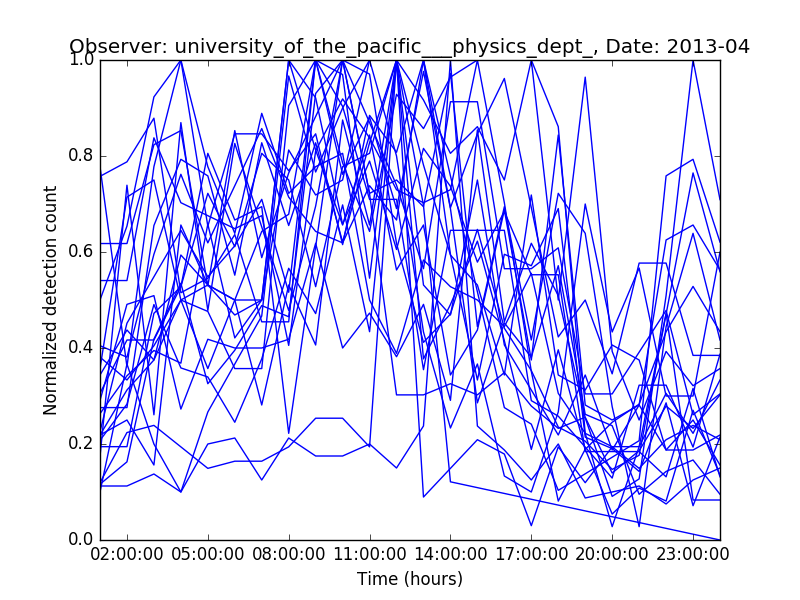 Observer: university_of_the_pacific___physics_dept_, Date: 2013-04
1.0
0.8
0.6
0.4
0.2
0.0
Normalized detection count
02:00:00 05:00:00 08:00:00 11:00:00 14:00:00 17:00:00 20:00:00 23:00:00
Time (hours)